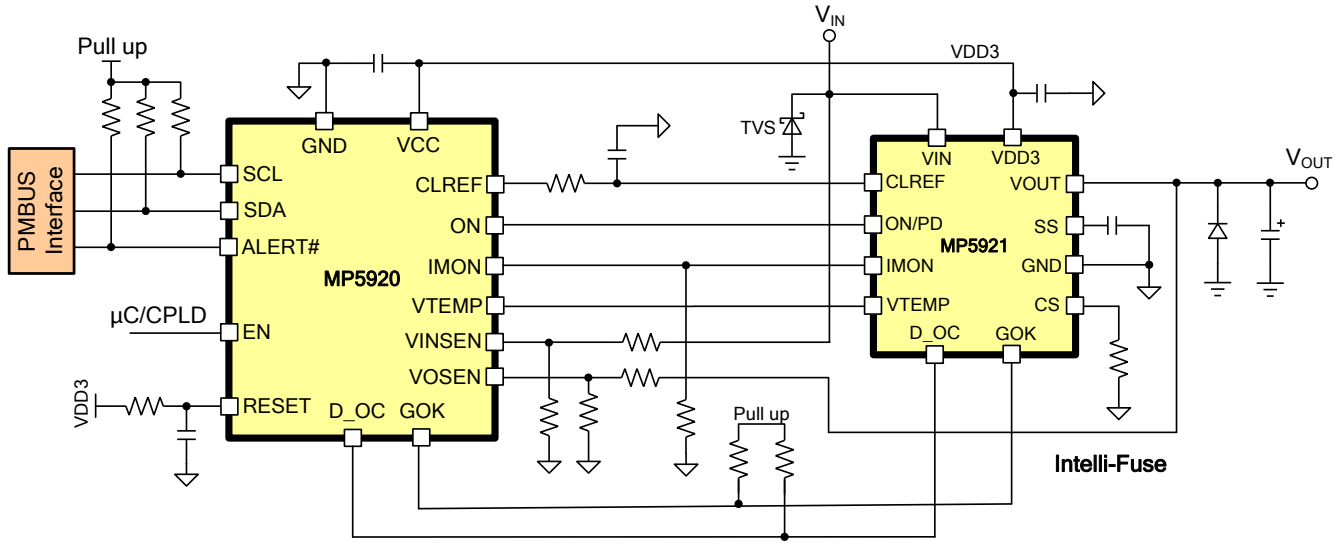 V_IN
Pull up
VDD3
TVS
GND
VCC
VIN
VDD3
V_OUT
PMBUS
Interface
SCL
SDA
ALERT#
CLREF
ON
IMON
VTEMP
VINSEN
VOSEN
MP5920
µC/CPLD
EN
VDD3
RESET
D_OC
GOK
CLREF
ON/PD
IMON
VTEMP
MP5921
VOUT
SS
GND
CS
D_OC
GOK
Pull up
Intelli-Fuse